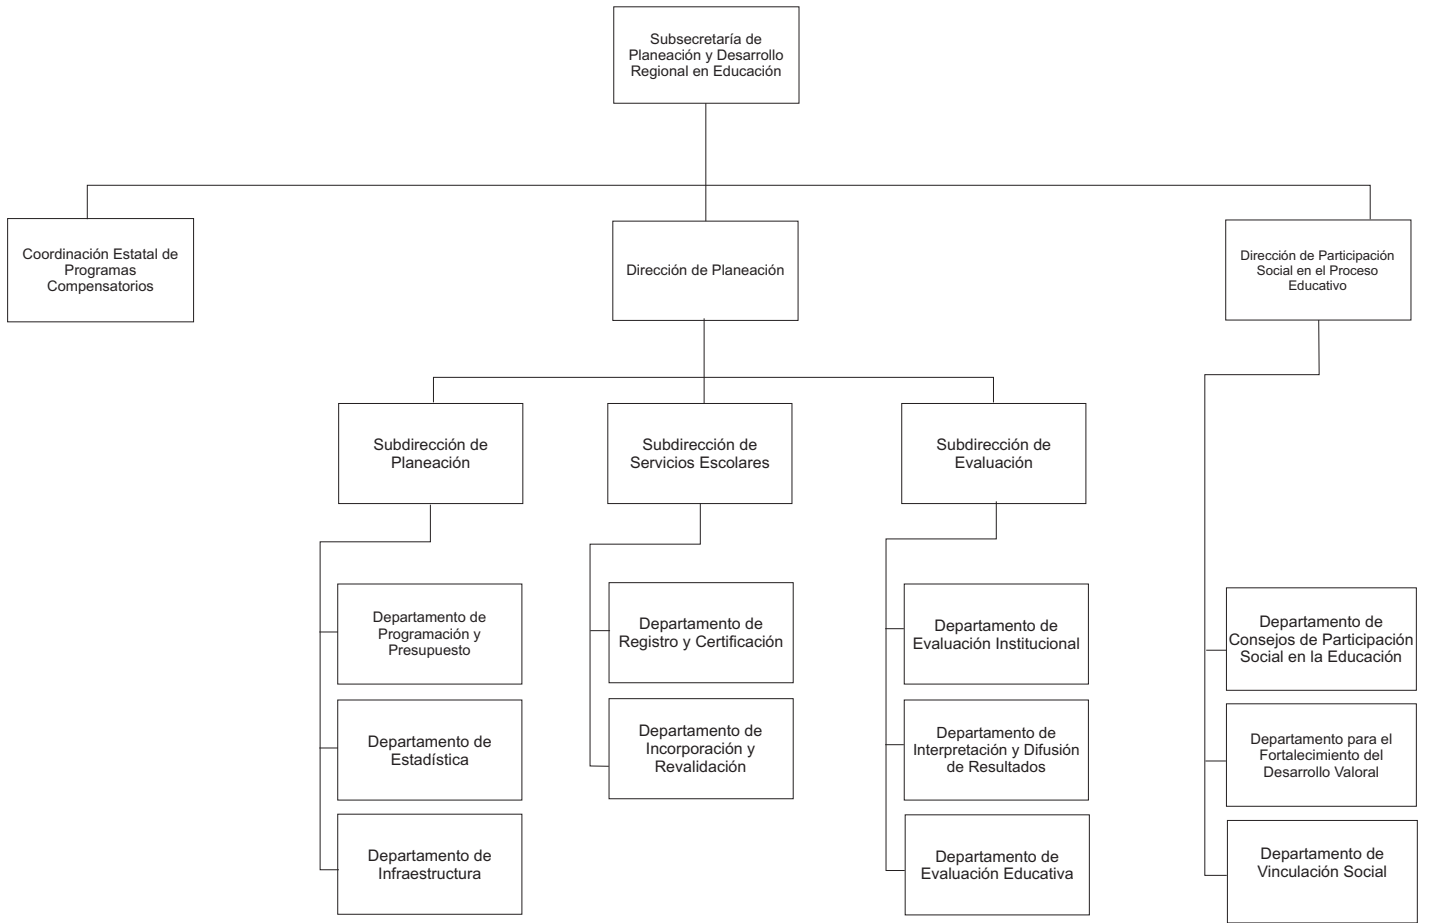 Subsecretaría de
Planeación y Desarrollo
Regional en Educación
Coordinación Estatal de
Programas
Compensatorios
Dirección de Planeación
Dirección de Participación
Social en el Proceso
Educativo
Subdirección de
Planeación
Subdirección de
Servicios Escolares
Subdirección de
Evaluación
Departamento de
Programación y
Presupuesto
Departamento de
Registro y Certificación
Departamento de
Evaluación Institucional
Departamento de
Consejos de Participación
Social en la Educación
Departamento de
Estadística
Departamento de
Incorporación y
Revalidación
Departamento de
Interpretación y Difusión
de Resultados
Departamento para el
Fortalecimiento del
Desarrollo Valoral
Departamento de
Infraestructura
Departamento de
Evaluación Educativa
Departamento de
Vinculación Social